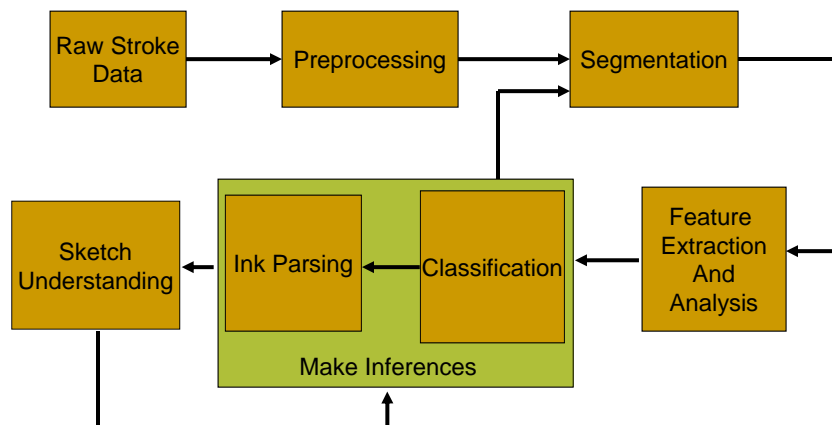 Raw Stroke
Data
Preprocessing
Segmentation
Sketch
Understanding
Ink Parsing
Classification
Feature
Extraction
And
Analysis
Make Inferences